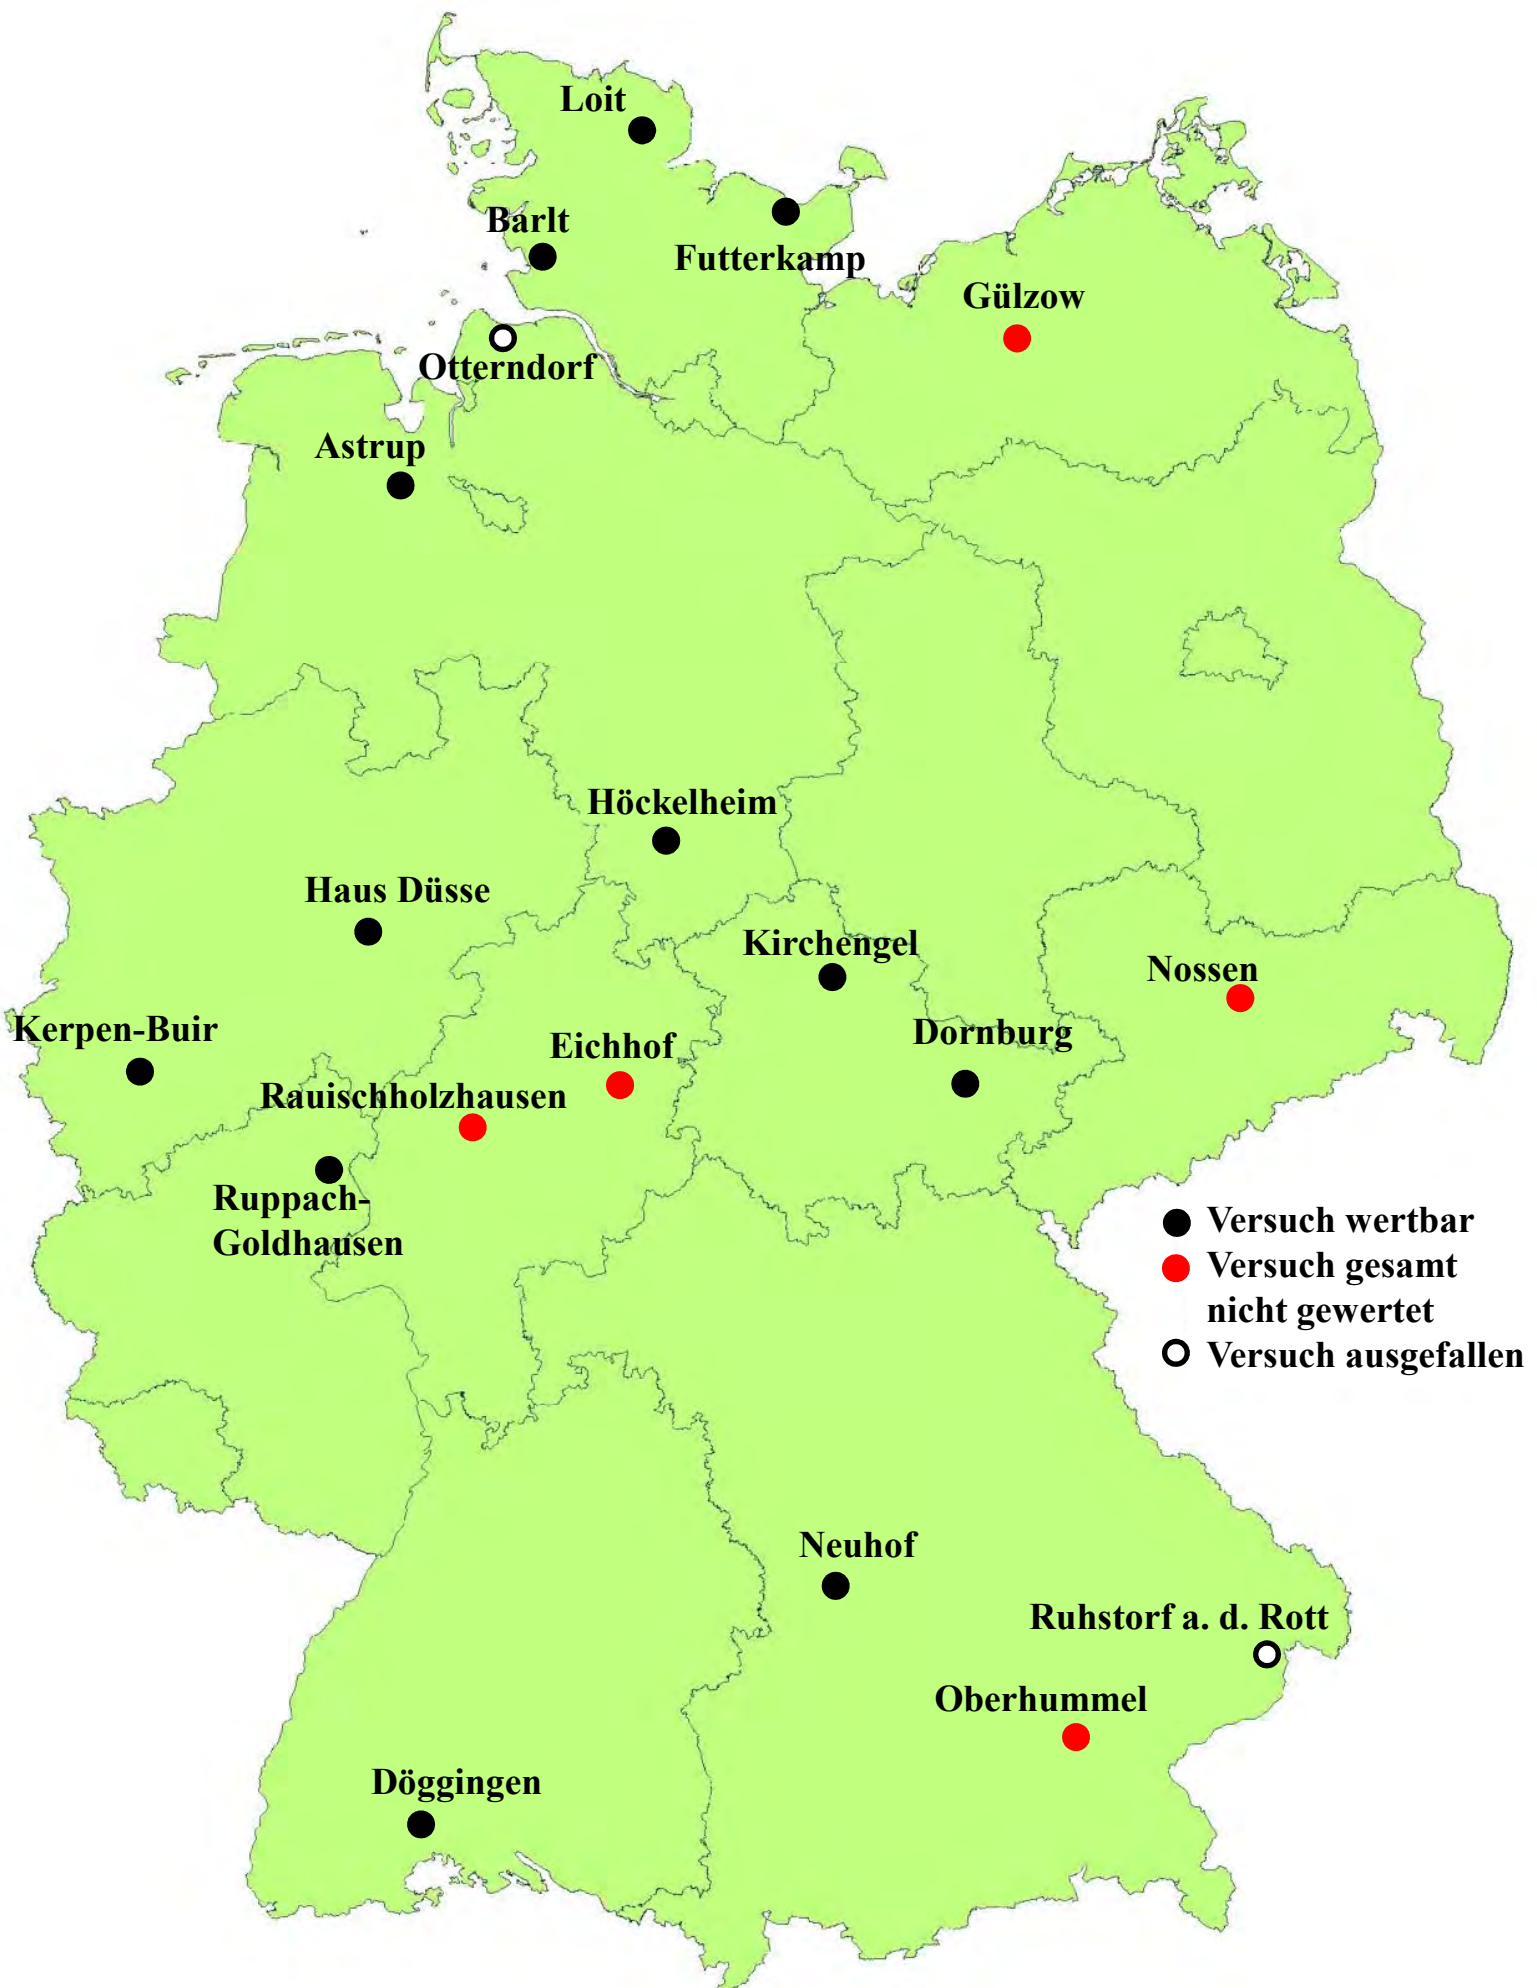 Loit
Barlt
Futterkamp
Gülzow
Otterndorf
Astrup
Höckelheim
Haus Düsse
Kirchengel
Nossen
Kerpen-Buir
Dornburg
Eichhof
Rauischholzhausen
Ruppach-
Goldhausen
Versuch wertbar
Versuch gesamt
nicht gewertet
Versuch ausgefallen
Neuhof
Ruhstorf a. d. Rott
Oberhummel
Döggingen